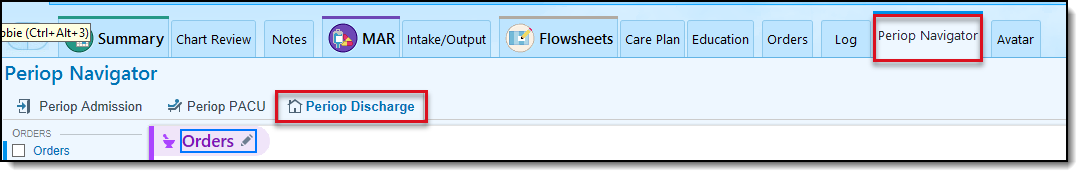 bbie (Ctrl+Alt+3)
Summary Chart Review Notes MAR Intake/Output Flowsheets Care Plan Education Orders Log Periop Navigator Avatar
Periop Navigator
Periop Admission Periop PACU Periop Discharge
ORDERS
Orders
Orders